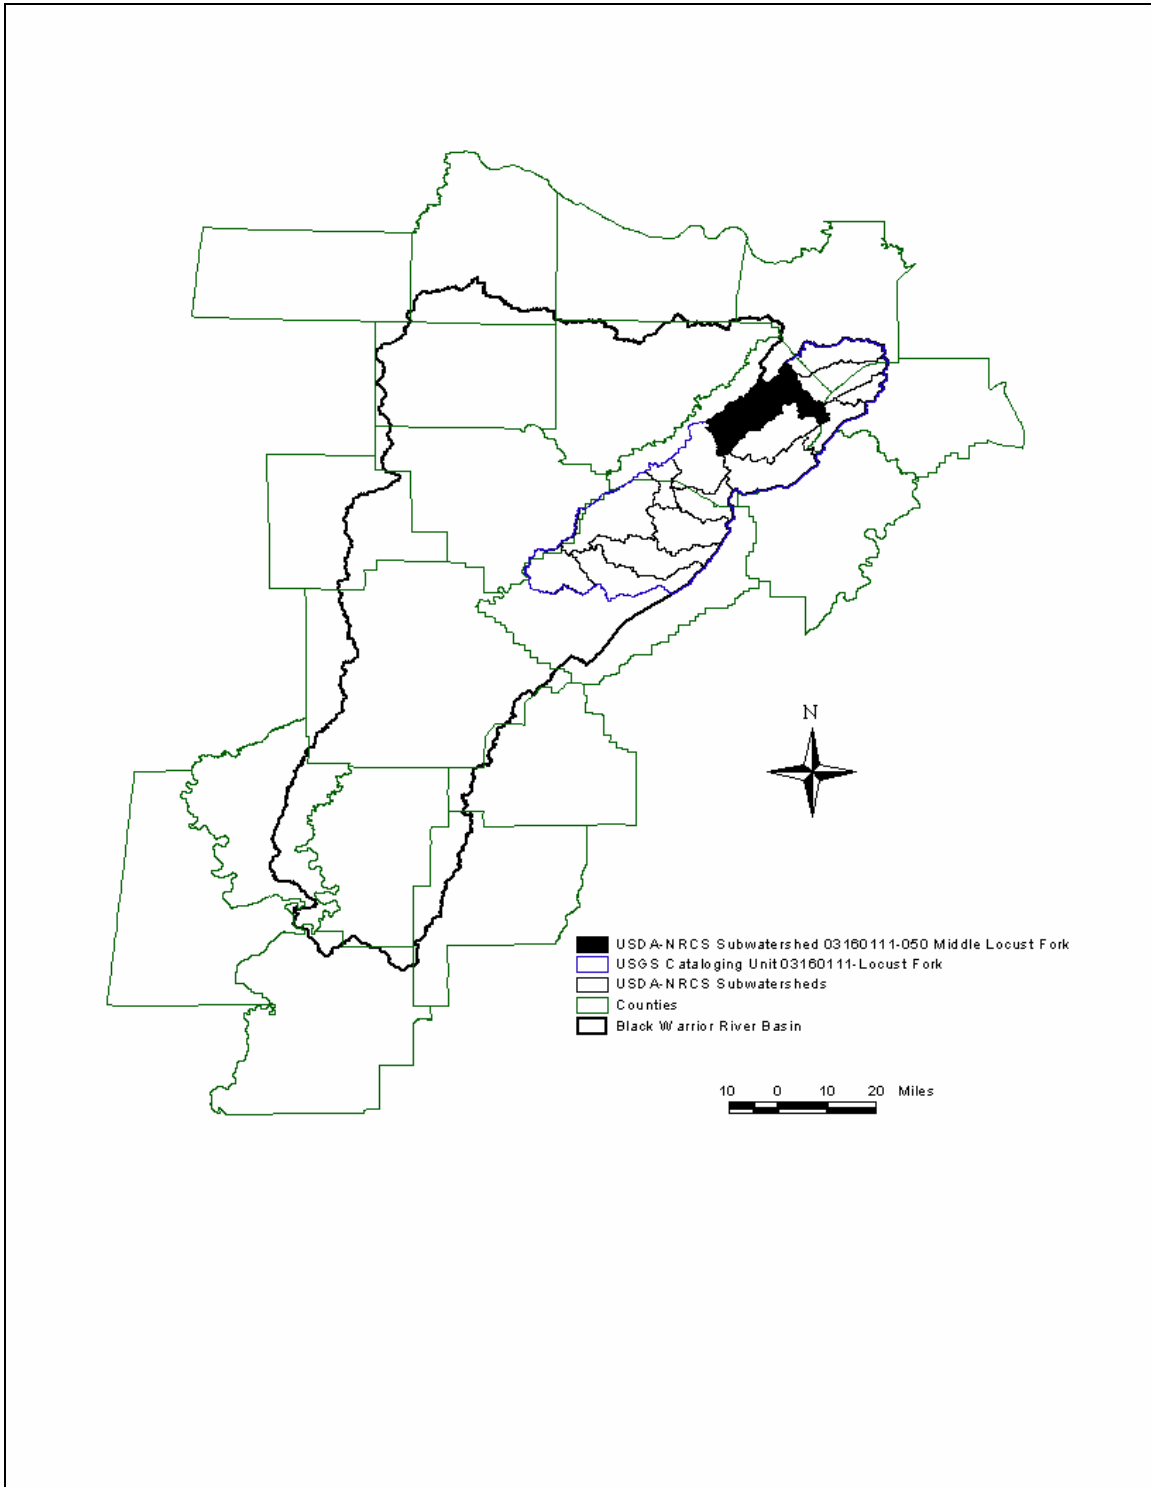 N
USDA-NRCS Subwatershed 03160111-050 Middle Locust Fork
USGS Cataloging Unit 03160111-Locust Fork
USDA-NRCS Subwatersheds
Counties
Black Warrior River Basin
10 0 10 20 Miles